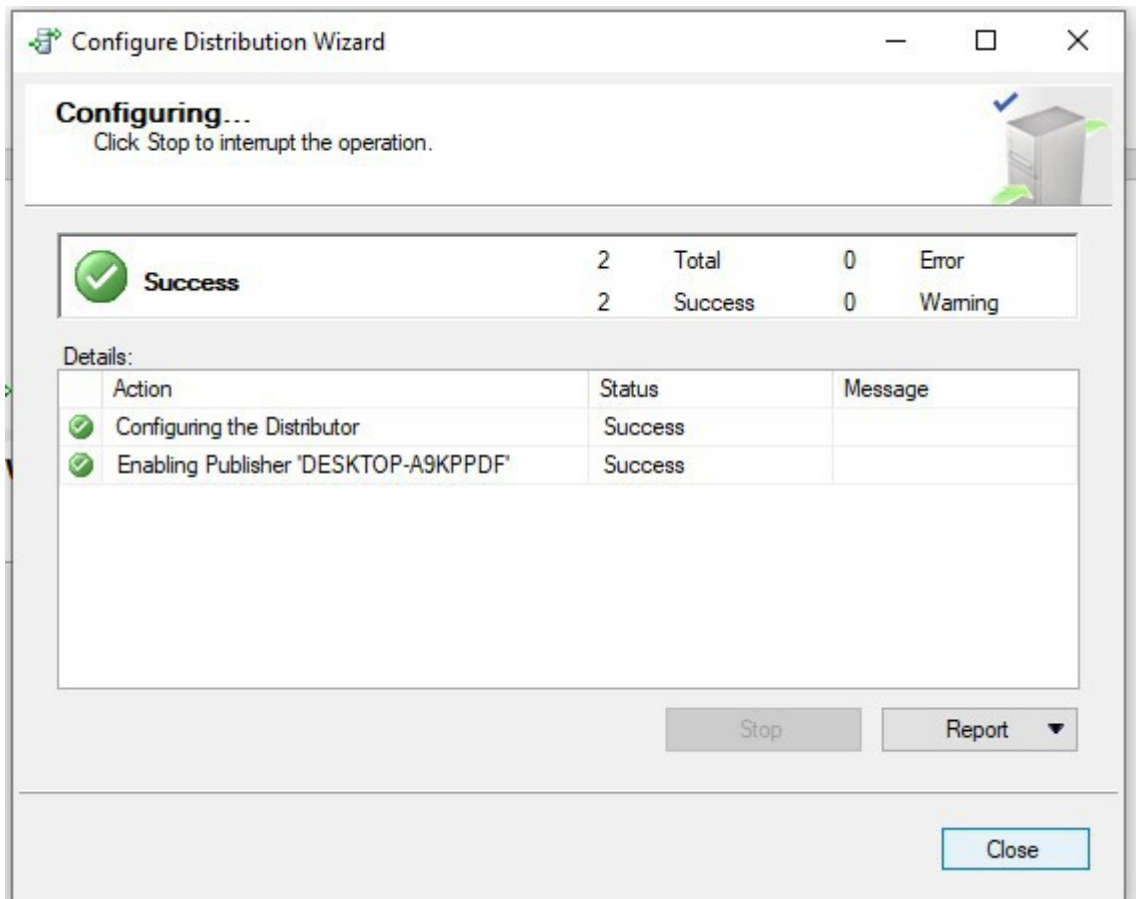 Configure Distribution Wizard
Configuring...
Click Stop to interrupt the operation.
Success 2 Total 0 Error
2 Success 0 Warning
Details:
Action Status Message
Configuring the Distributor Success
Enabling Publisher 'DESKTOP-A9KPPDF' Success
Stop Report
Close